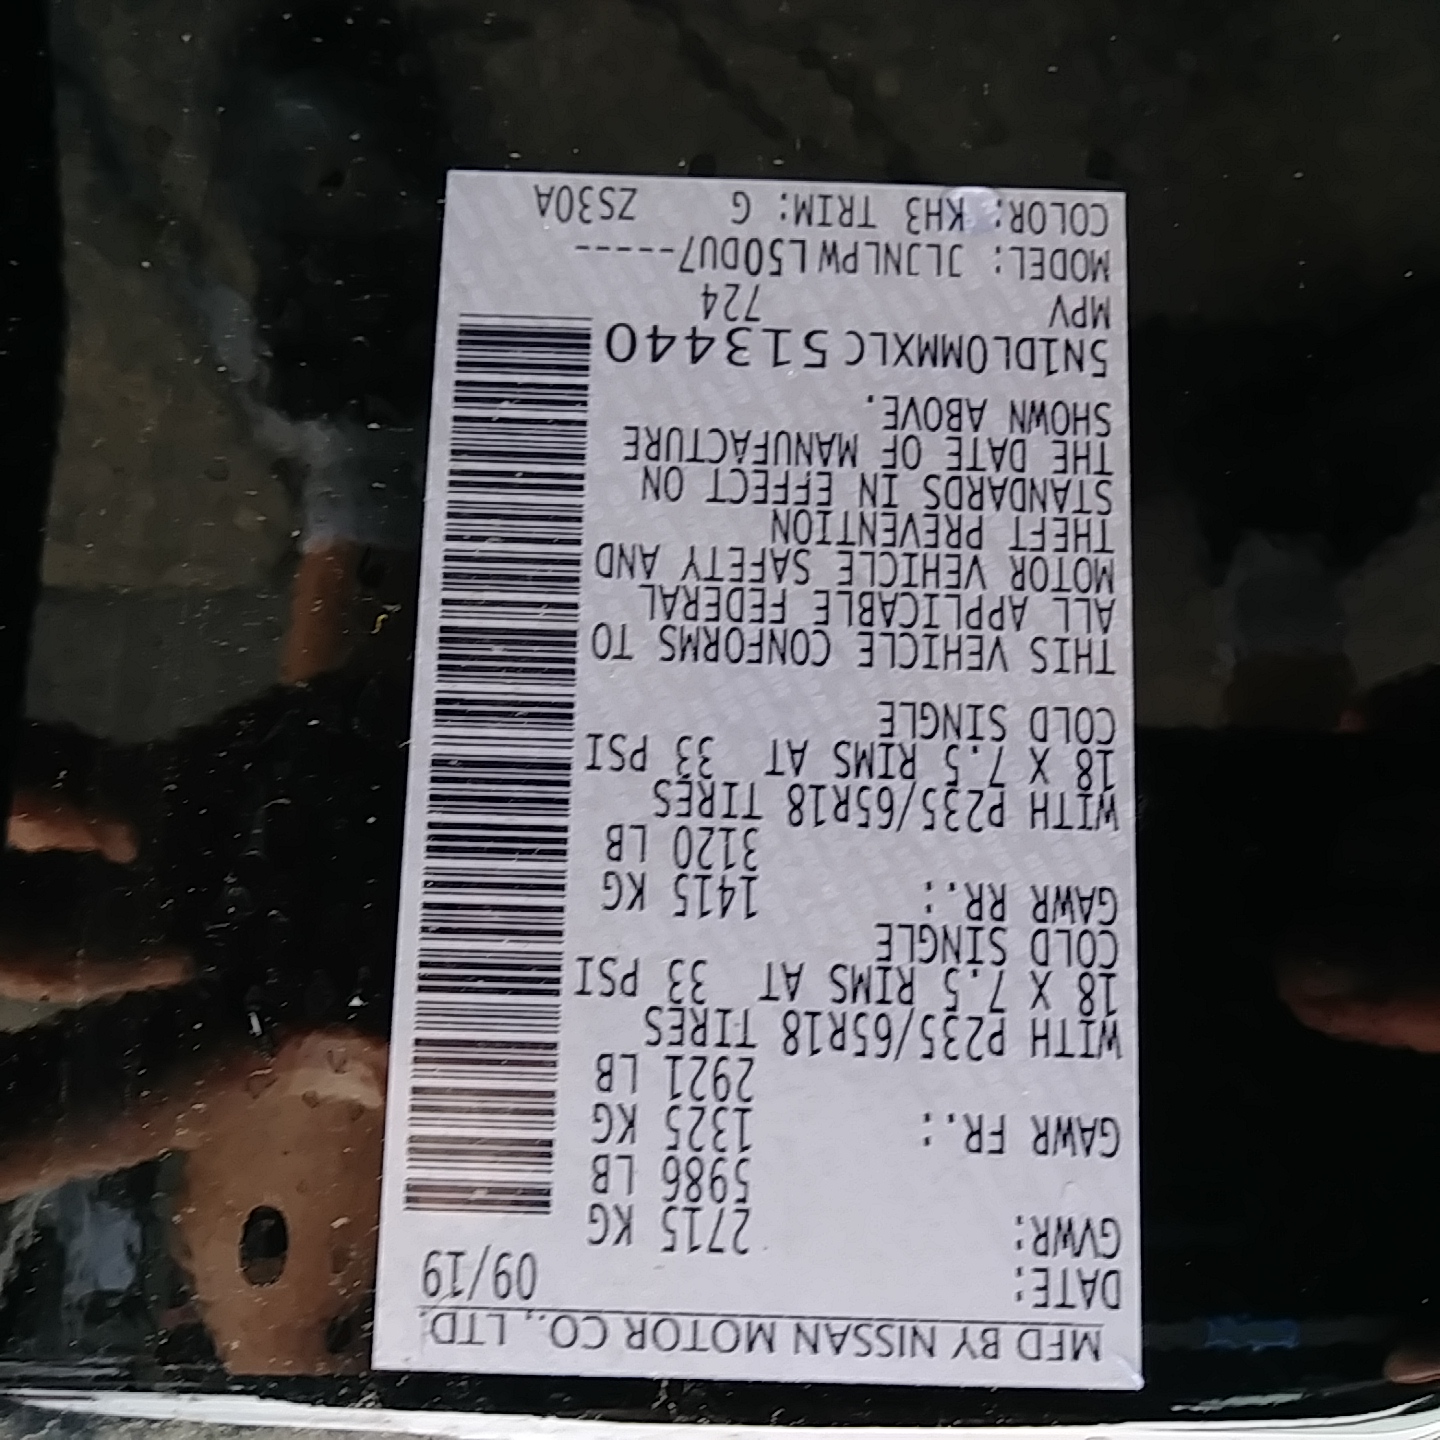 MFD BY NISSAN MOTOR CO., LTD.
DATE: 09/19
GVWR: 2715 KG
5986 LB
GAWR FR.: 1325 KG
2921 LB
WITH P235/65R18 TIRES
18 X 7.5 RIMS AT 33 PSI
COLD SINGLE
GAWR RR.: 1415 KG
3120 LB
WITH P235/65R18 TIRES
18 X 7.5 RIMS AT 33 PSI
COLD SINGLE
THIS VEHICLE CONFORMS TO
ALL APPLICABLE FEDERAL
MOTOR VEHICLE SAFETY AND
THEFT PREVENTION
STANDARDS IN EFFECT ON
THE DATE OF MANUFACTURE
SHOWN ABOVE.
5N1DL0MMXLC513440
MPV 724
MODEL: JLJNLPWL50DU7-----
COLOR: KH3 TRIM: G ZS30A